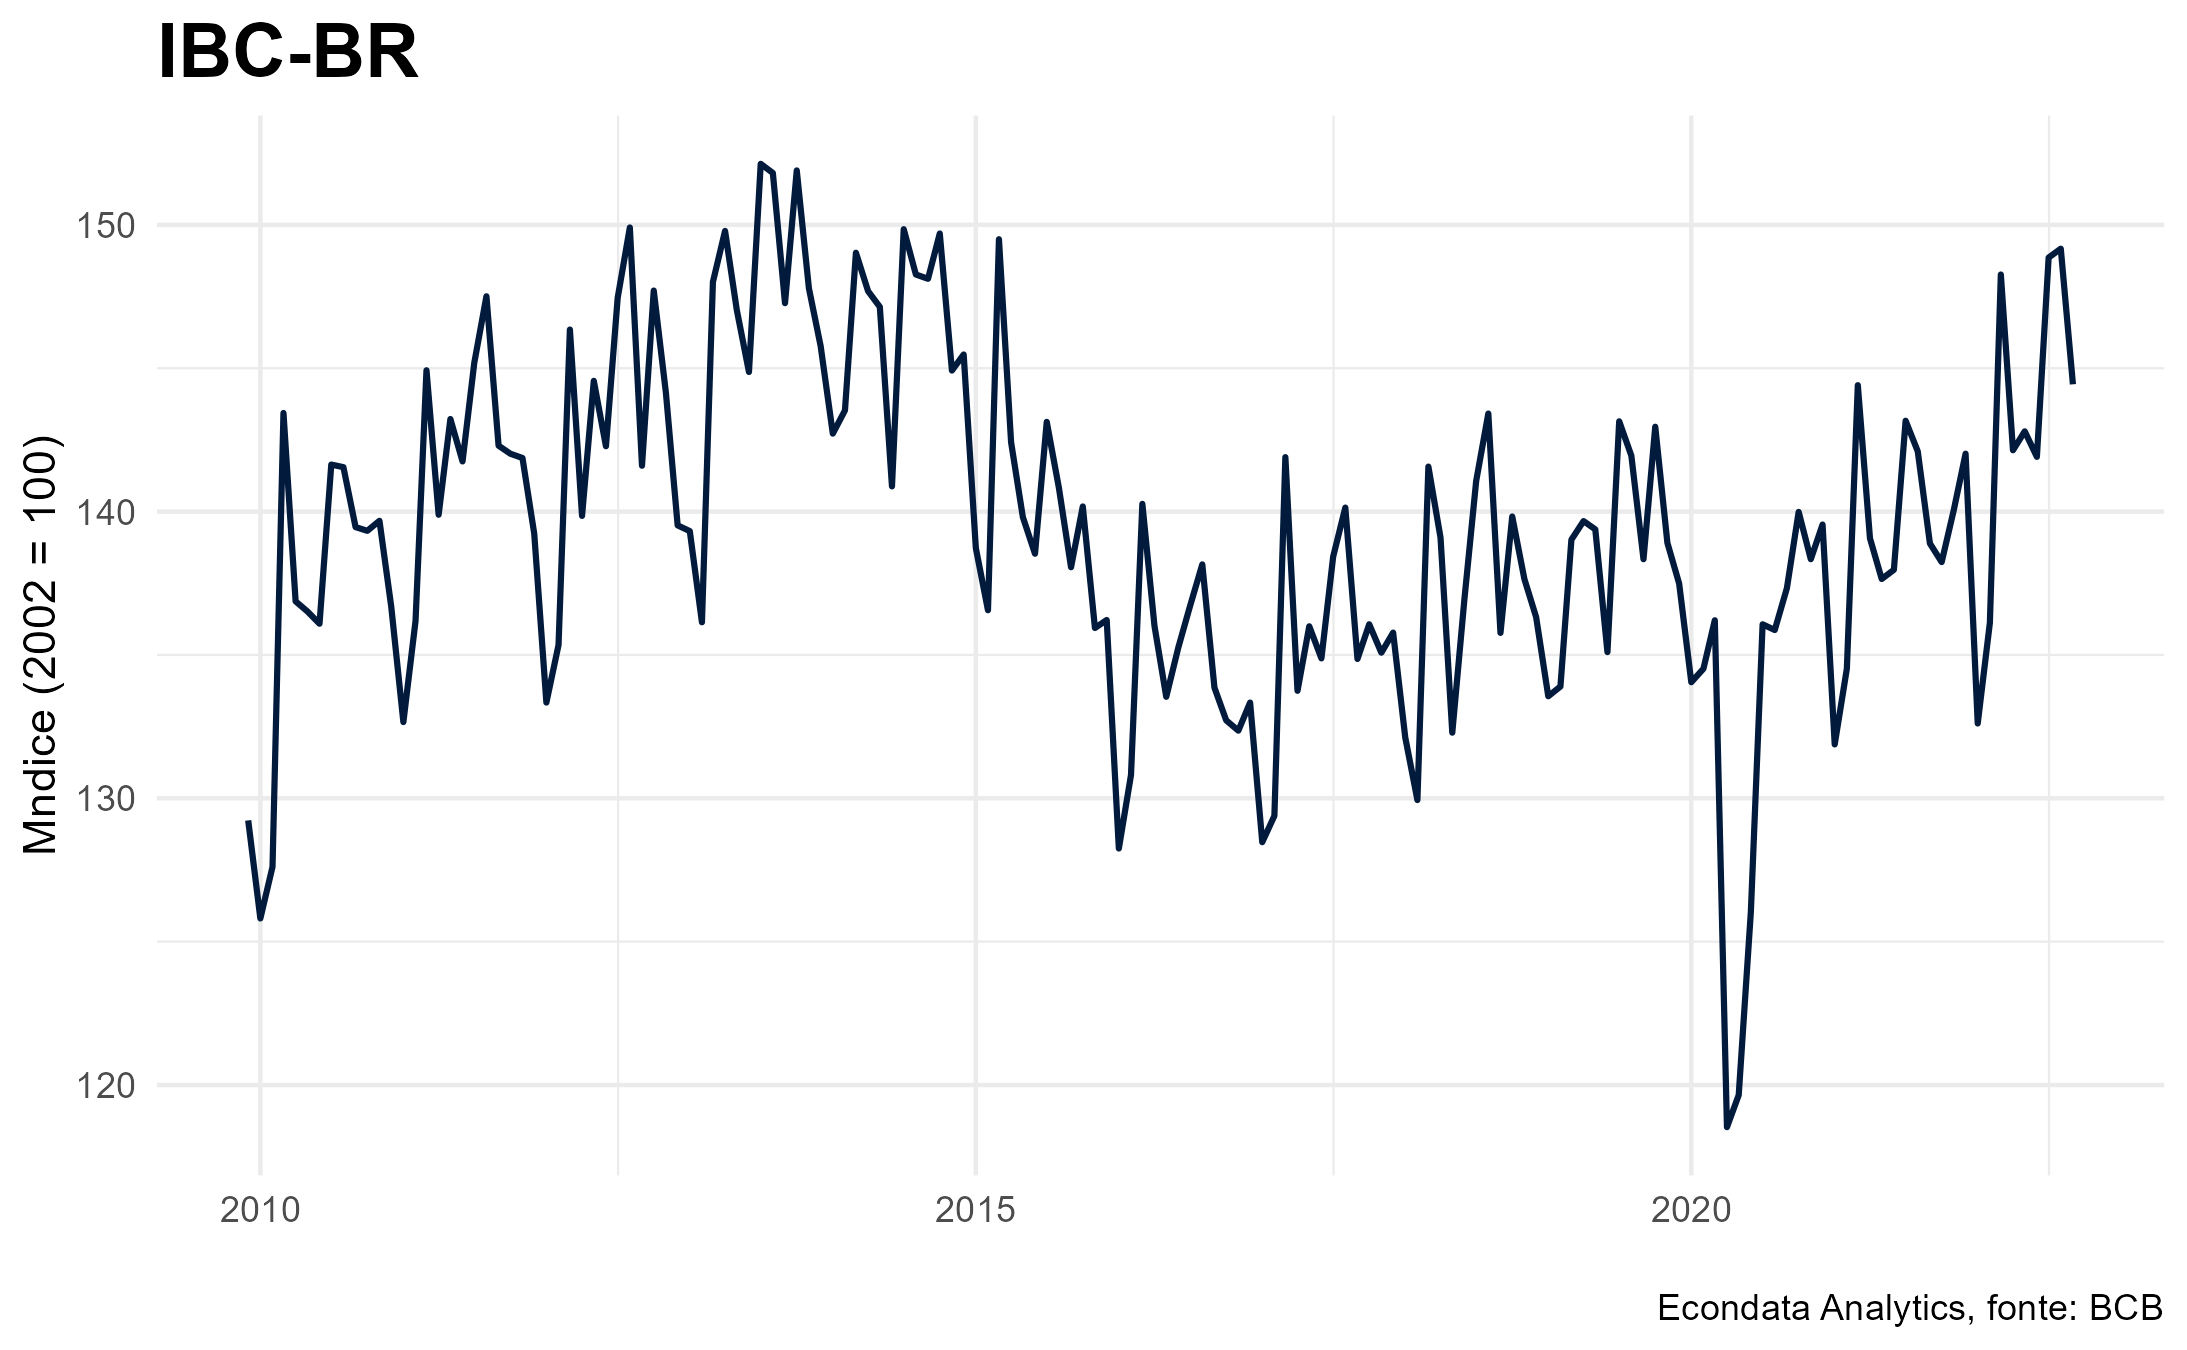 IBC-BR
Mndice (2002 = 100)
150
140
130
120
2010
2015
2020
Econdata Analytics, fonte: BCB